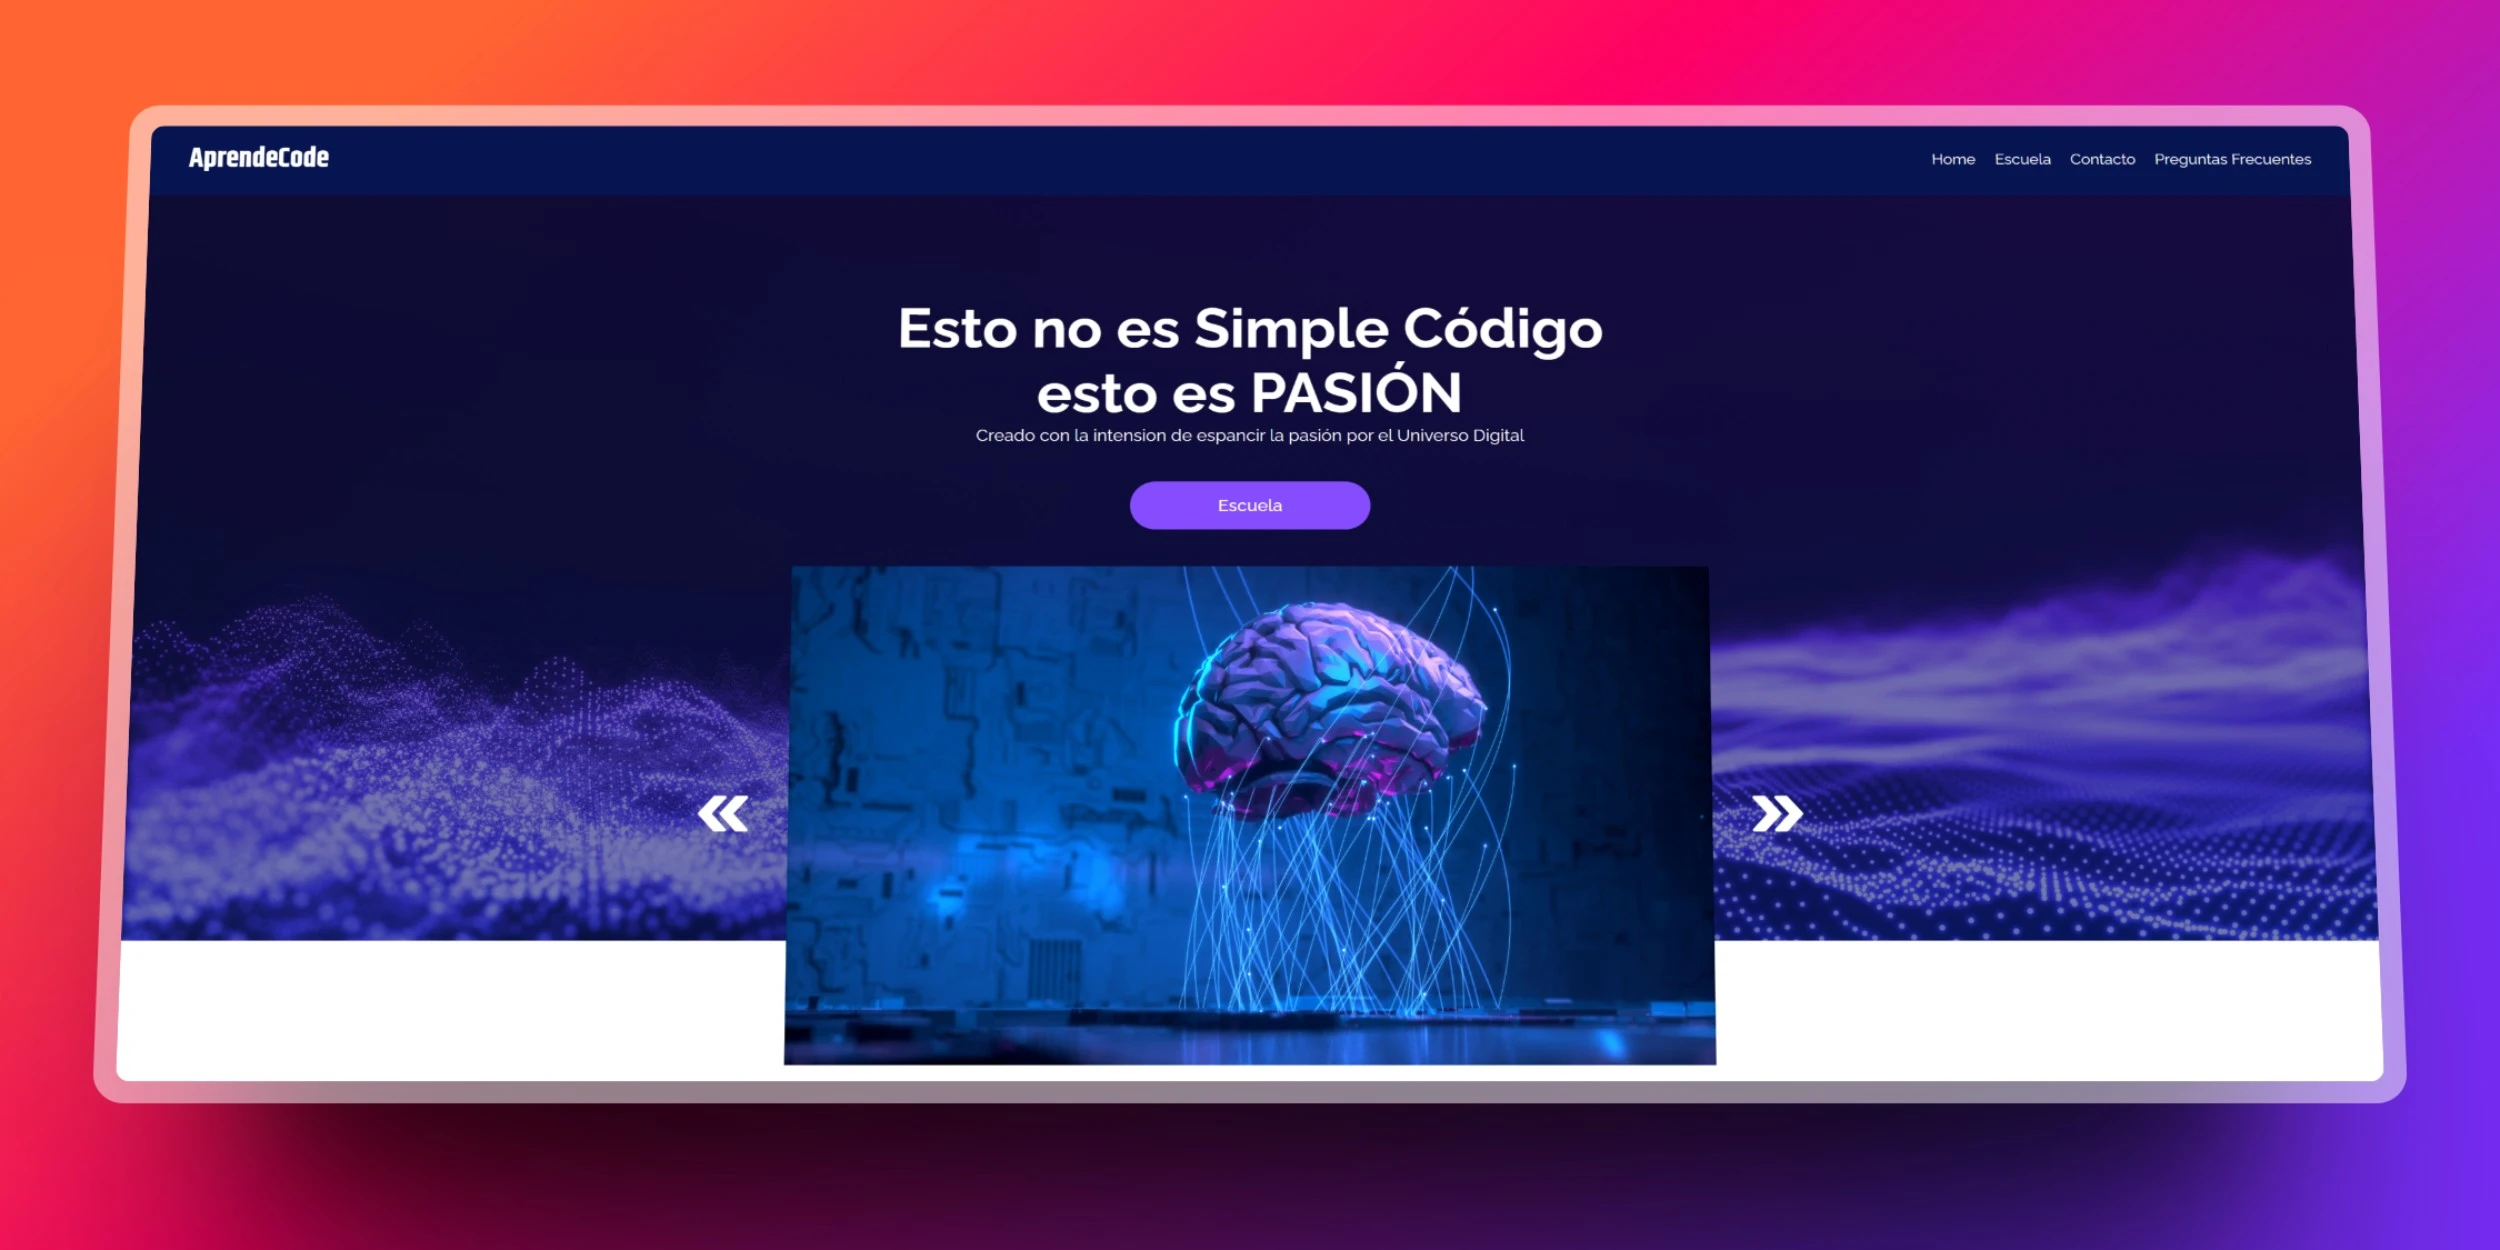 AprendeCode
Home Escuela Contacto Preguntas Frecuentes
Esto no es Simple Código
esto es PASIÓN
Creado con la intension de espancir la pasión por el Universo Digital
Escuela